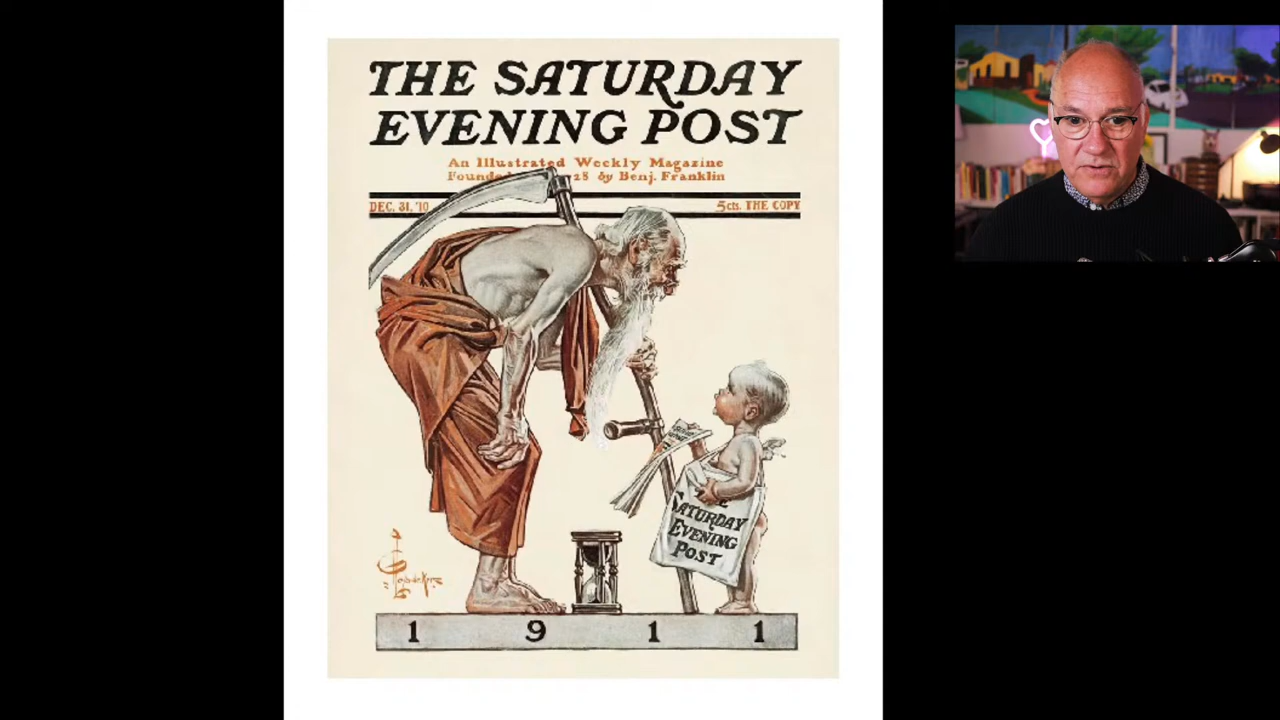 THE SATURDAY
EVENING POST
An Illustrated Weekly Magazine
28 by Benj. Franklin
DEC. 31, '10
5cts. THE COPY
SATURDAY
EVENING
POST
1 9 1 1